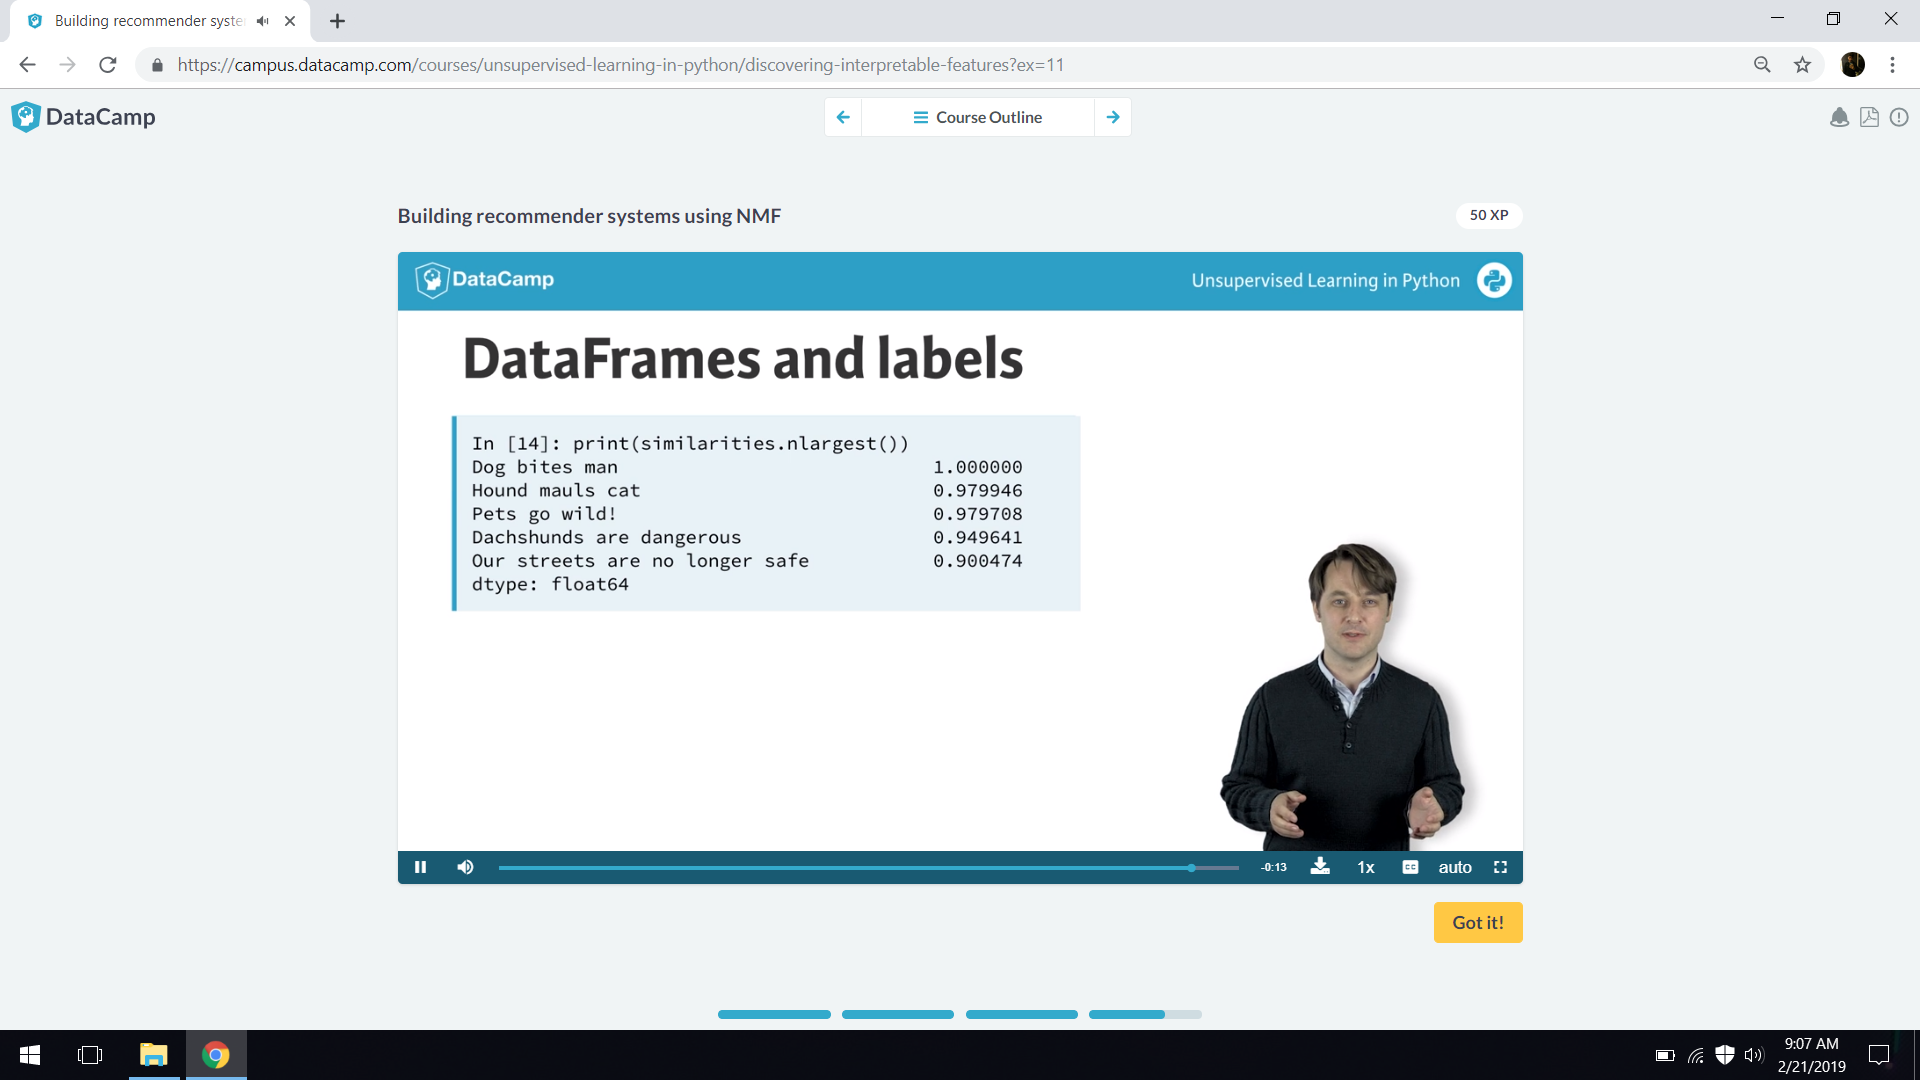 Building recommender syste
https://campus.datacamp.com/courses/unsupervised-learning-in-python/discovering-interpretable-features?ex=11
DataCamp
Course Outline
Building recommender systems using NMF
50 XP
DataCamp
Unsupervised Learning in Python
DataFrames and labels
In [14]: print(similarities.nlargest())
Dog bites man 1.000000
Hound mauls cat 0.979946
Pets go wild! 0.979708
Dachshunds are dangerous 0.949641
Our streets are no longer safe 0.900474
dtype: float64
-0:13
1x
CC
auto
Got it!
9:07 AM
2/21/2019